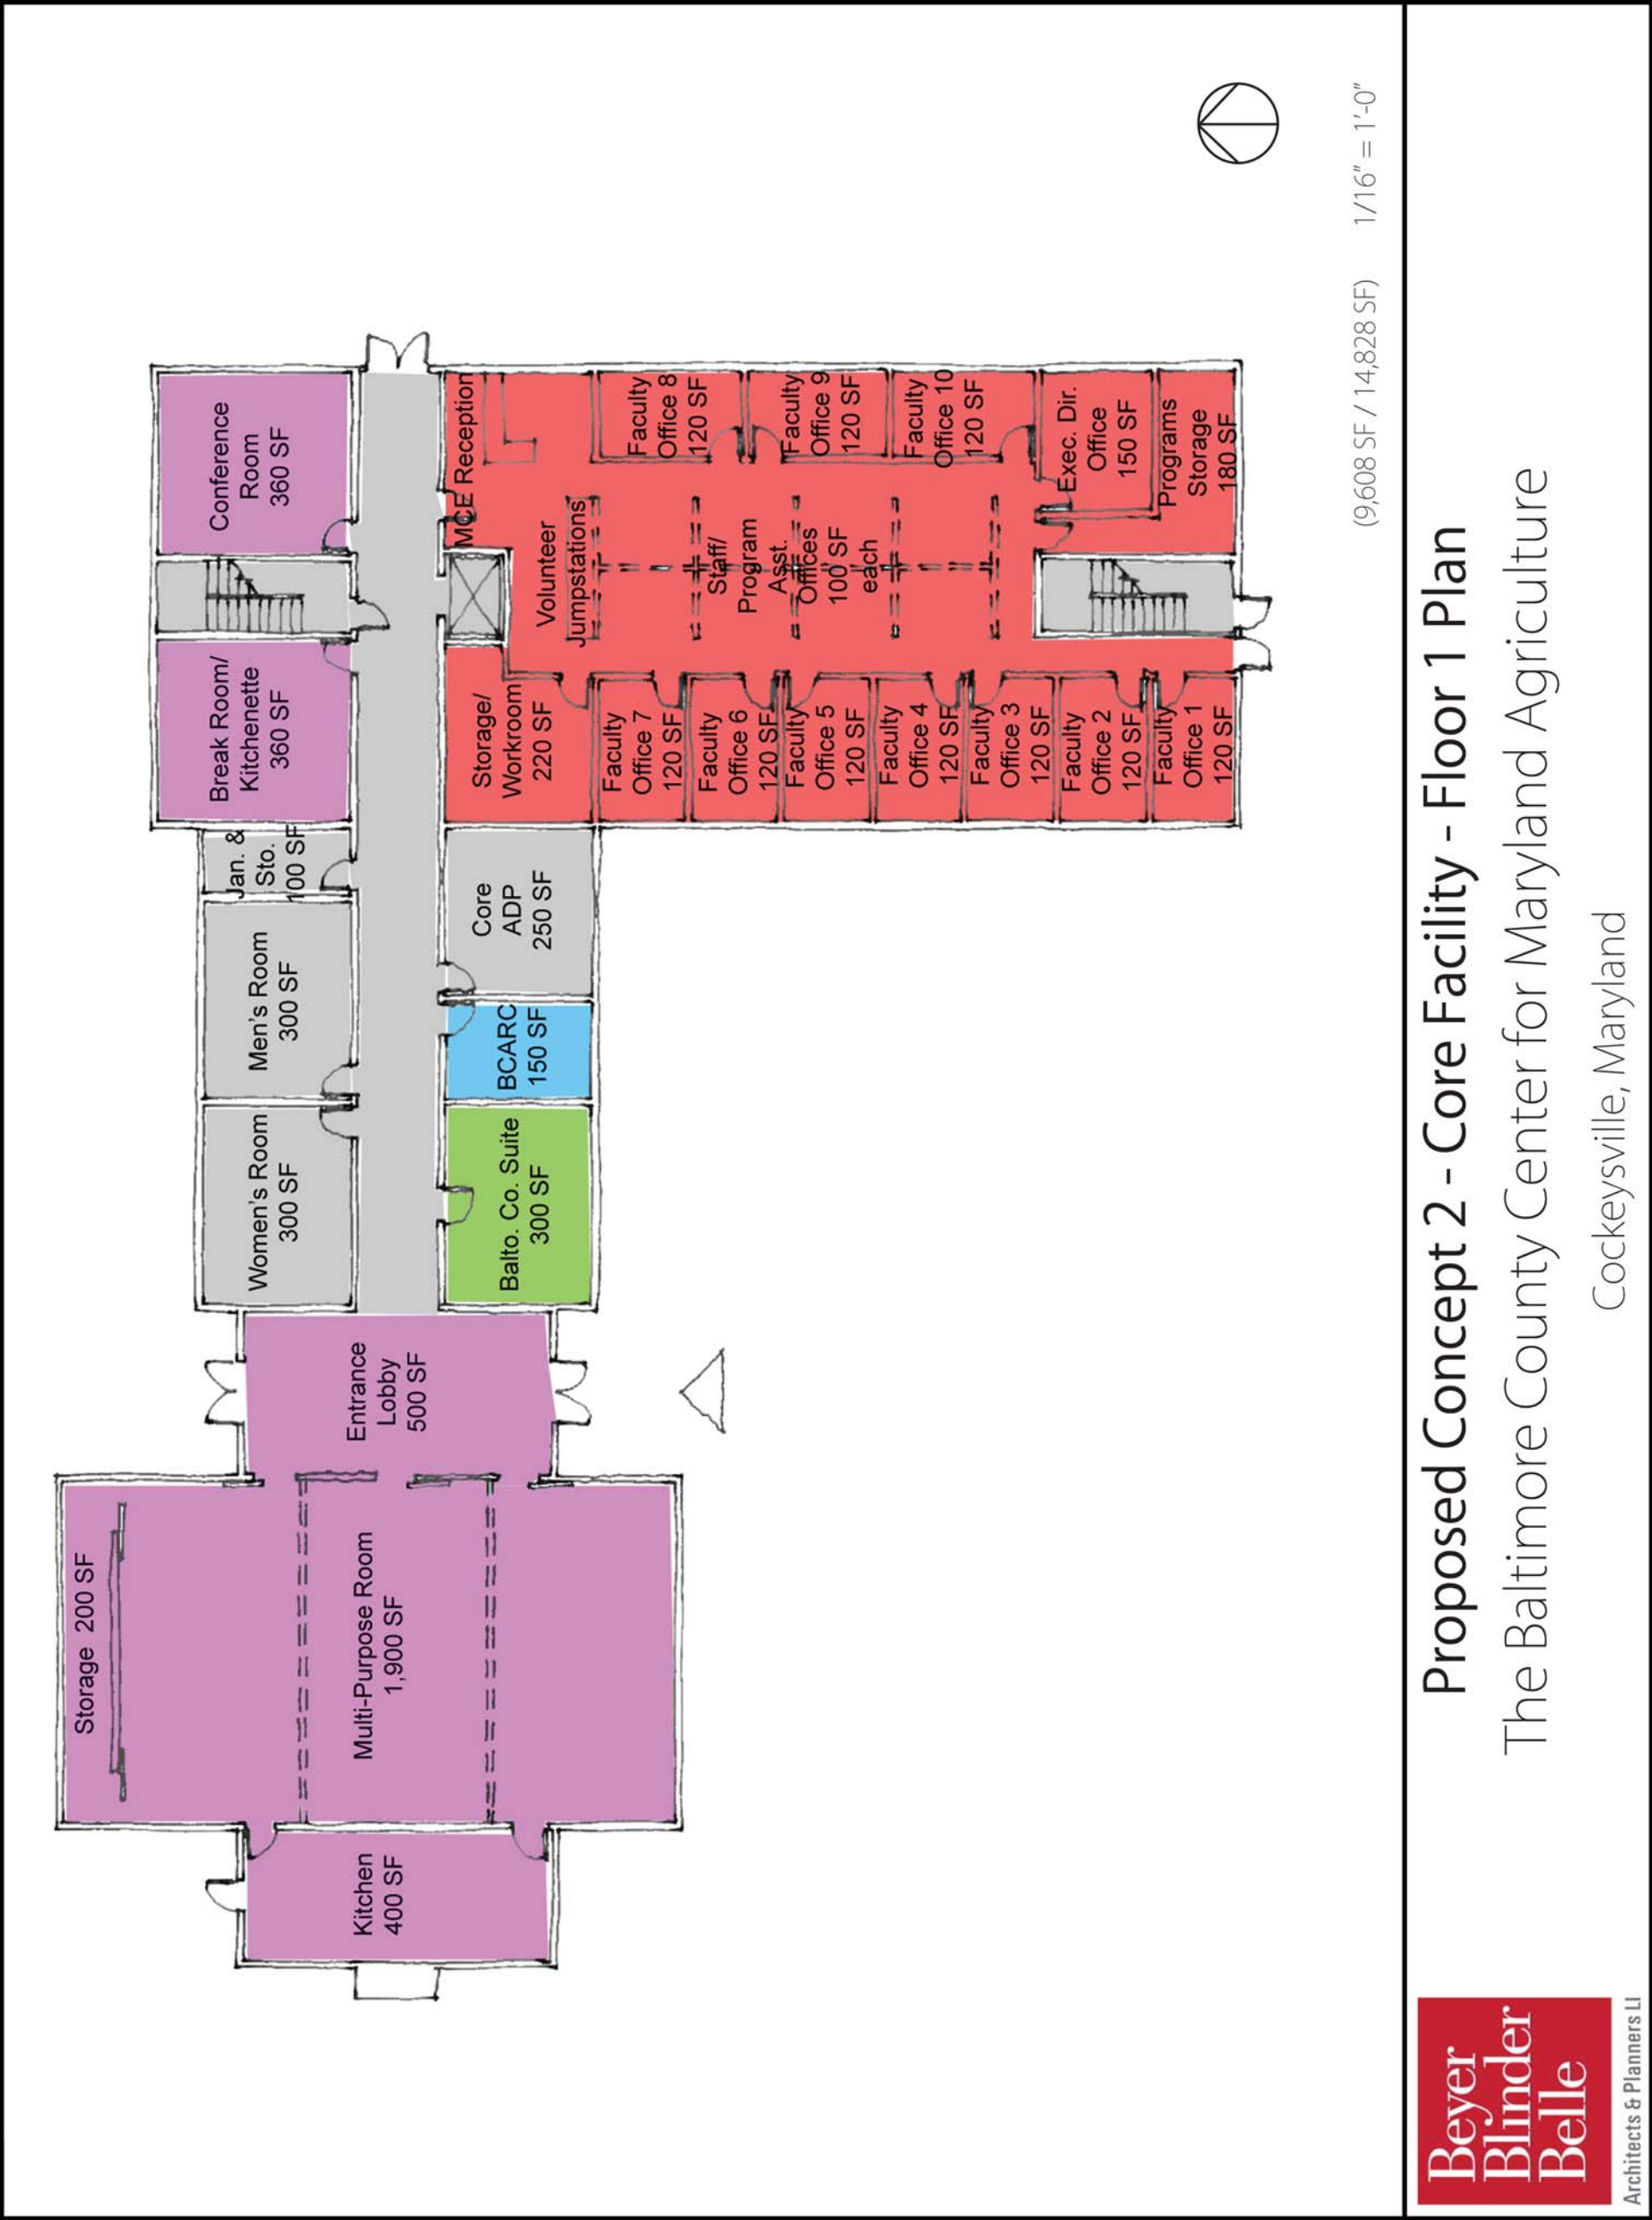 Storage 200 SF
Multi-Purpose Room
1,900 SF
Kitchen
400 SF
Entrance
Lobby
500 SF
Women's Room
300 SF
Men's Room
300 SF
Jan. &
Sto.
100 SF
Break Room/
Kitchenette
360 SF
Conference
Room
360 SF
Balto. Co. Suite
300 SF
BCARC
150 SF
Core
ADP
250 SF
Storage/
Workroom
220 SF
MCE Reception
Volunteer
Jumpstations
Staff/
Program
Asst.
Offices
100 SF
each
Faculty
Office 7
120 SF
Faculty
Office 6
120 SF
Faculty
Office 5
120 SF
Faculty
Office 4
120 SF
Faculty
Office 3
120 SF
Faculty
Office 2
120 SF
Faculty
Office 1
120 SF
Faculty
Office 8
120 SF
Faculty
Office 9
120 SF
Faculty
Office 10
120 SF
Exec. Dir.
Office
150 SF
Programs
Storage
180 SF
(9,608 SF / 14,828 SF) 1/16" = 1'-0"
Beyer
Blinder
Belle
Architects & Planners LL
Proposed Concept 2 - Core Facility - Floor 1 Plan
The Baltimore County Center for Maryland Agriculture
Cockeysville, Maryland